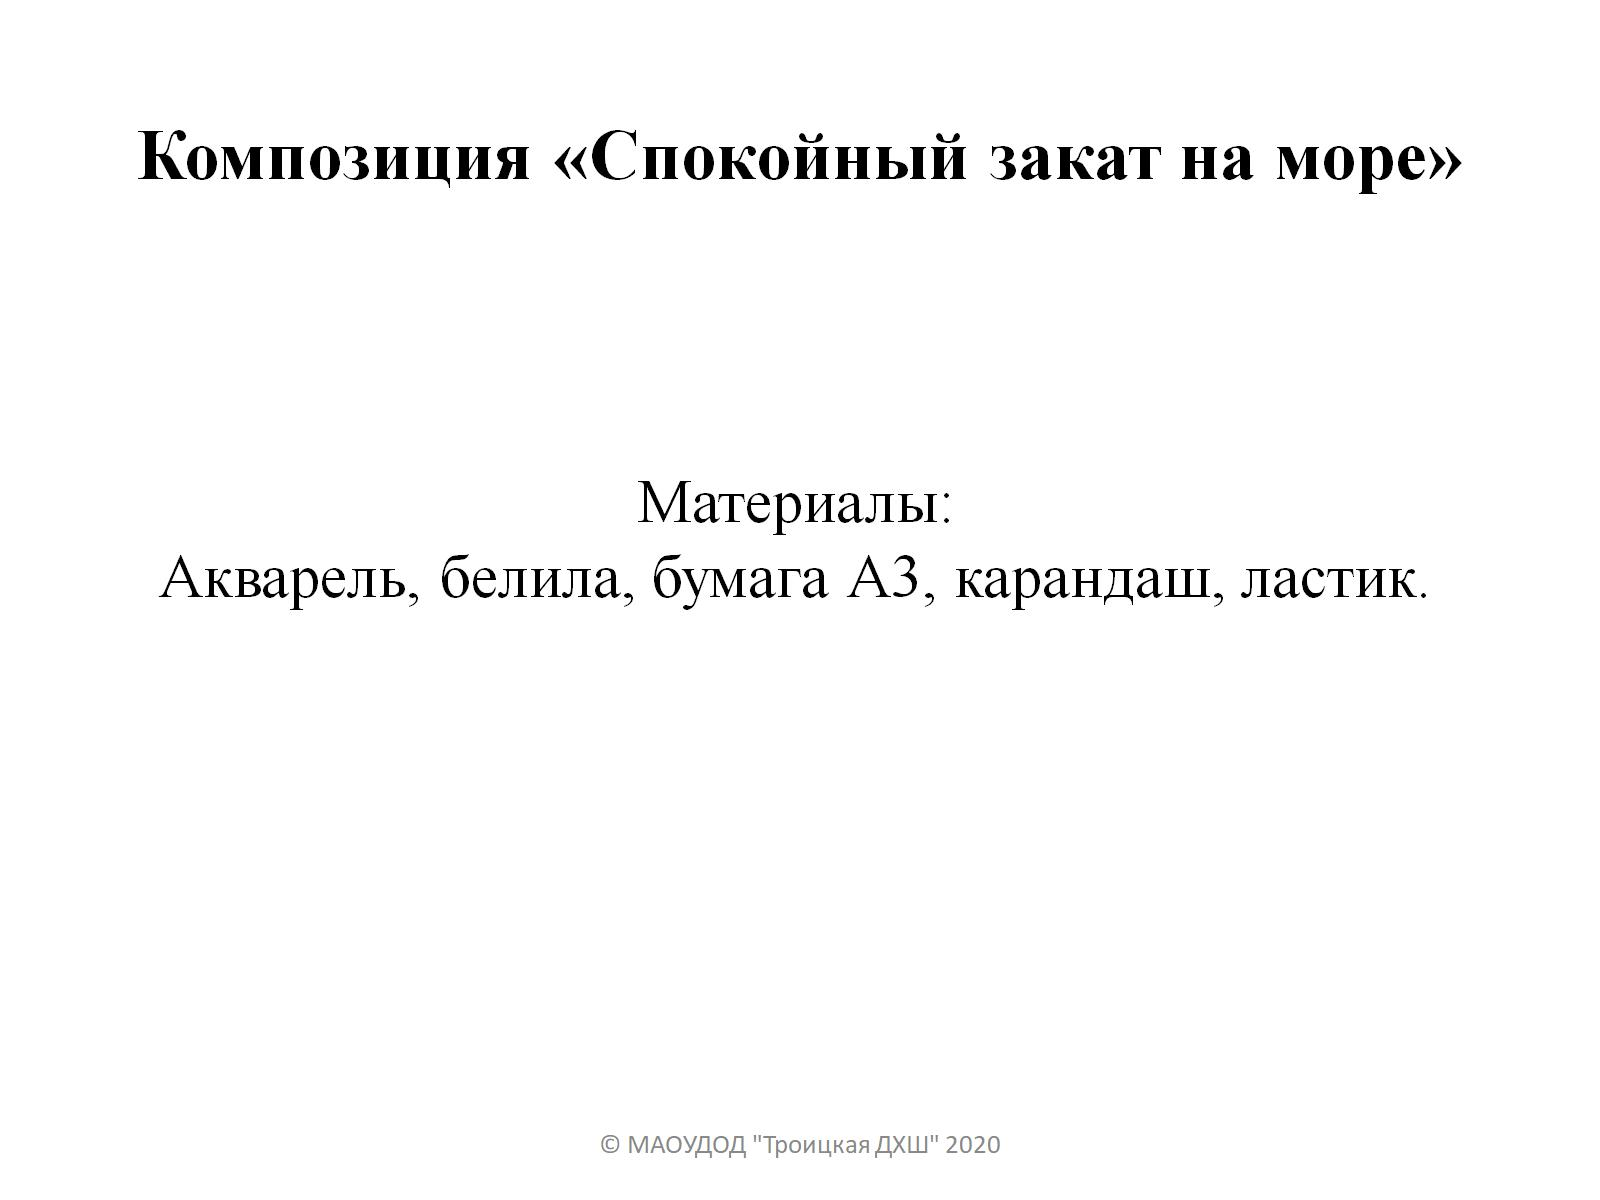 Композиция «Спокойный закат на море»
Материалы:
Акварель, белила, бумага А3, карандаш, ластик.
© МАОУДОД "Троицкая ДХШ" 2020